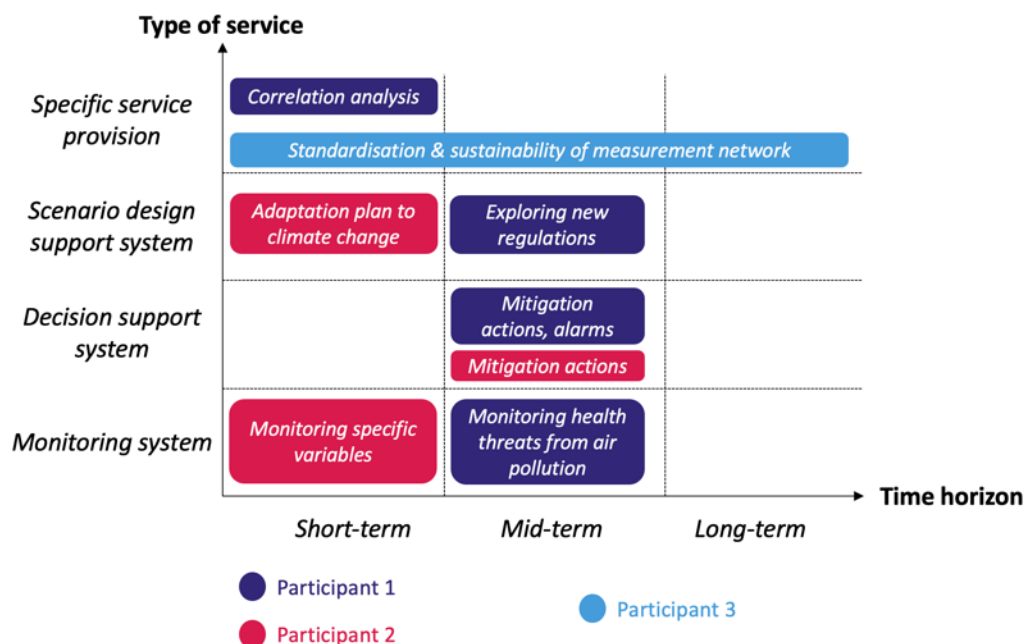 Type of service
Specific service
provision
Correlation analysis
Standardisation & sustainability of measurement network
Scenario design
support system
Adaptation plan to
climate change
Exploring new
regulations
Decision support
system
Mitigation
actions, alarms
Mitigation actions
Monitoring system
Monitoring specific
variables
Monitoring health
threats from air
pollution
Time horizon
Short-term
Mid-term
Long-term
Participant 1
Participant 2
Participant 3